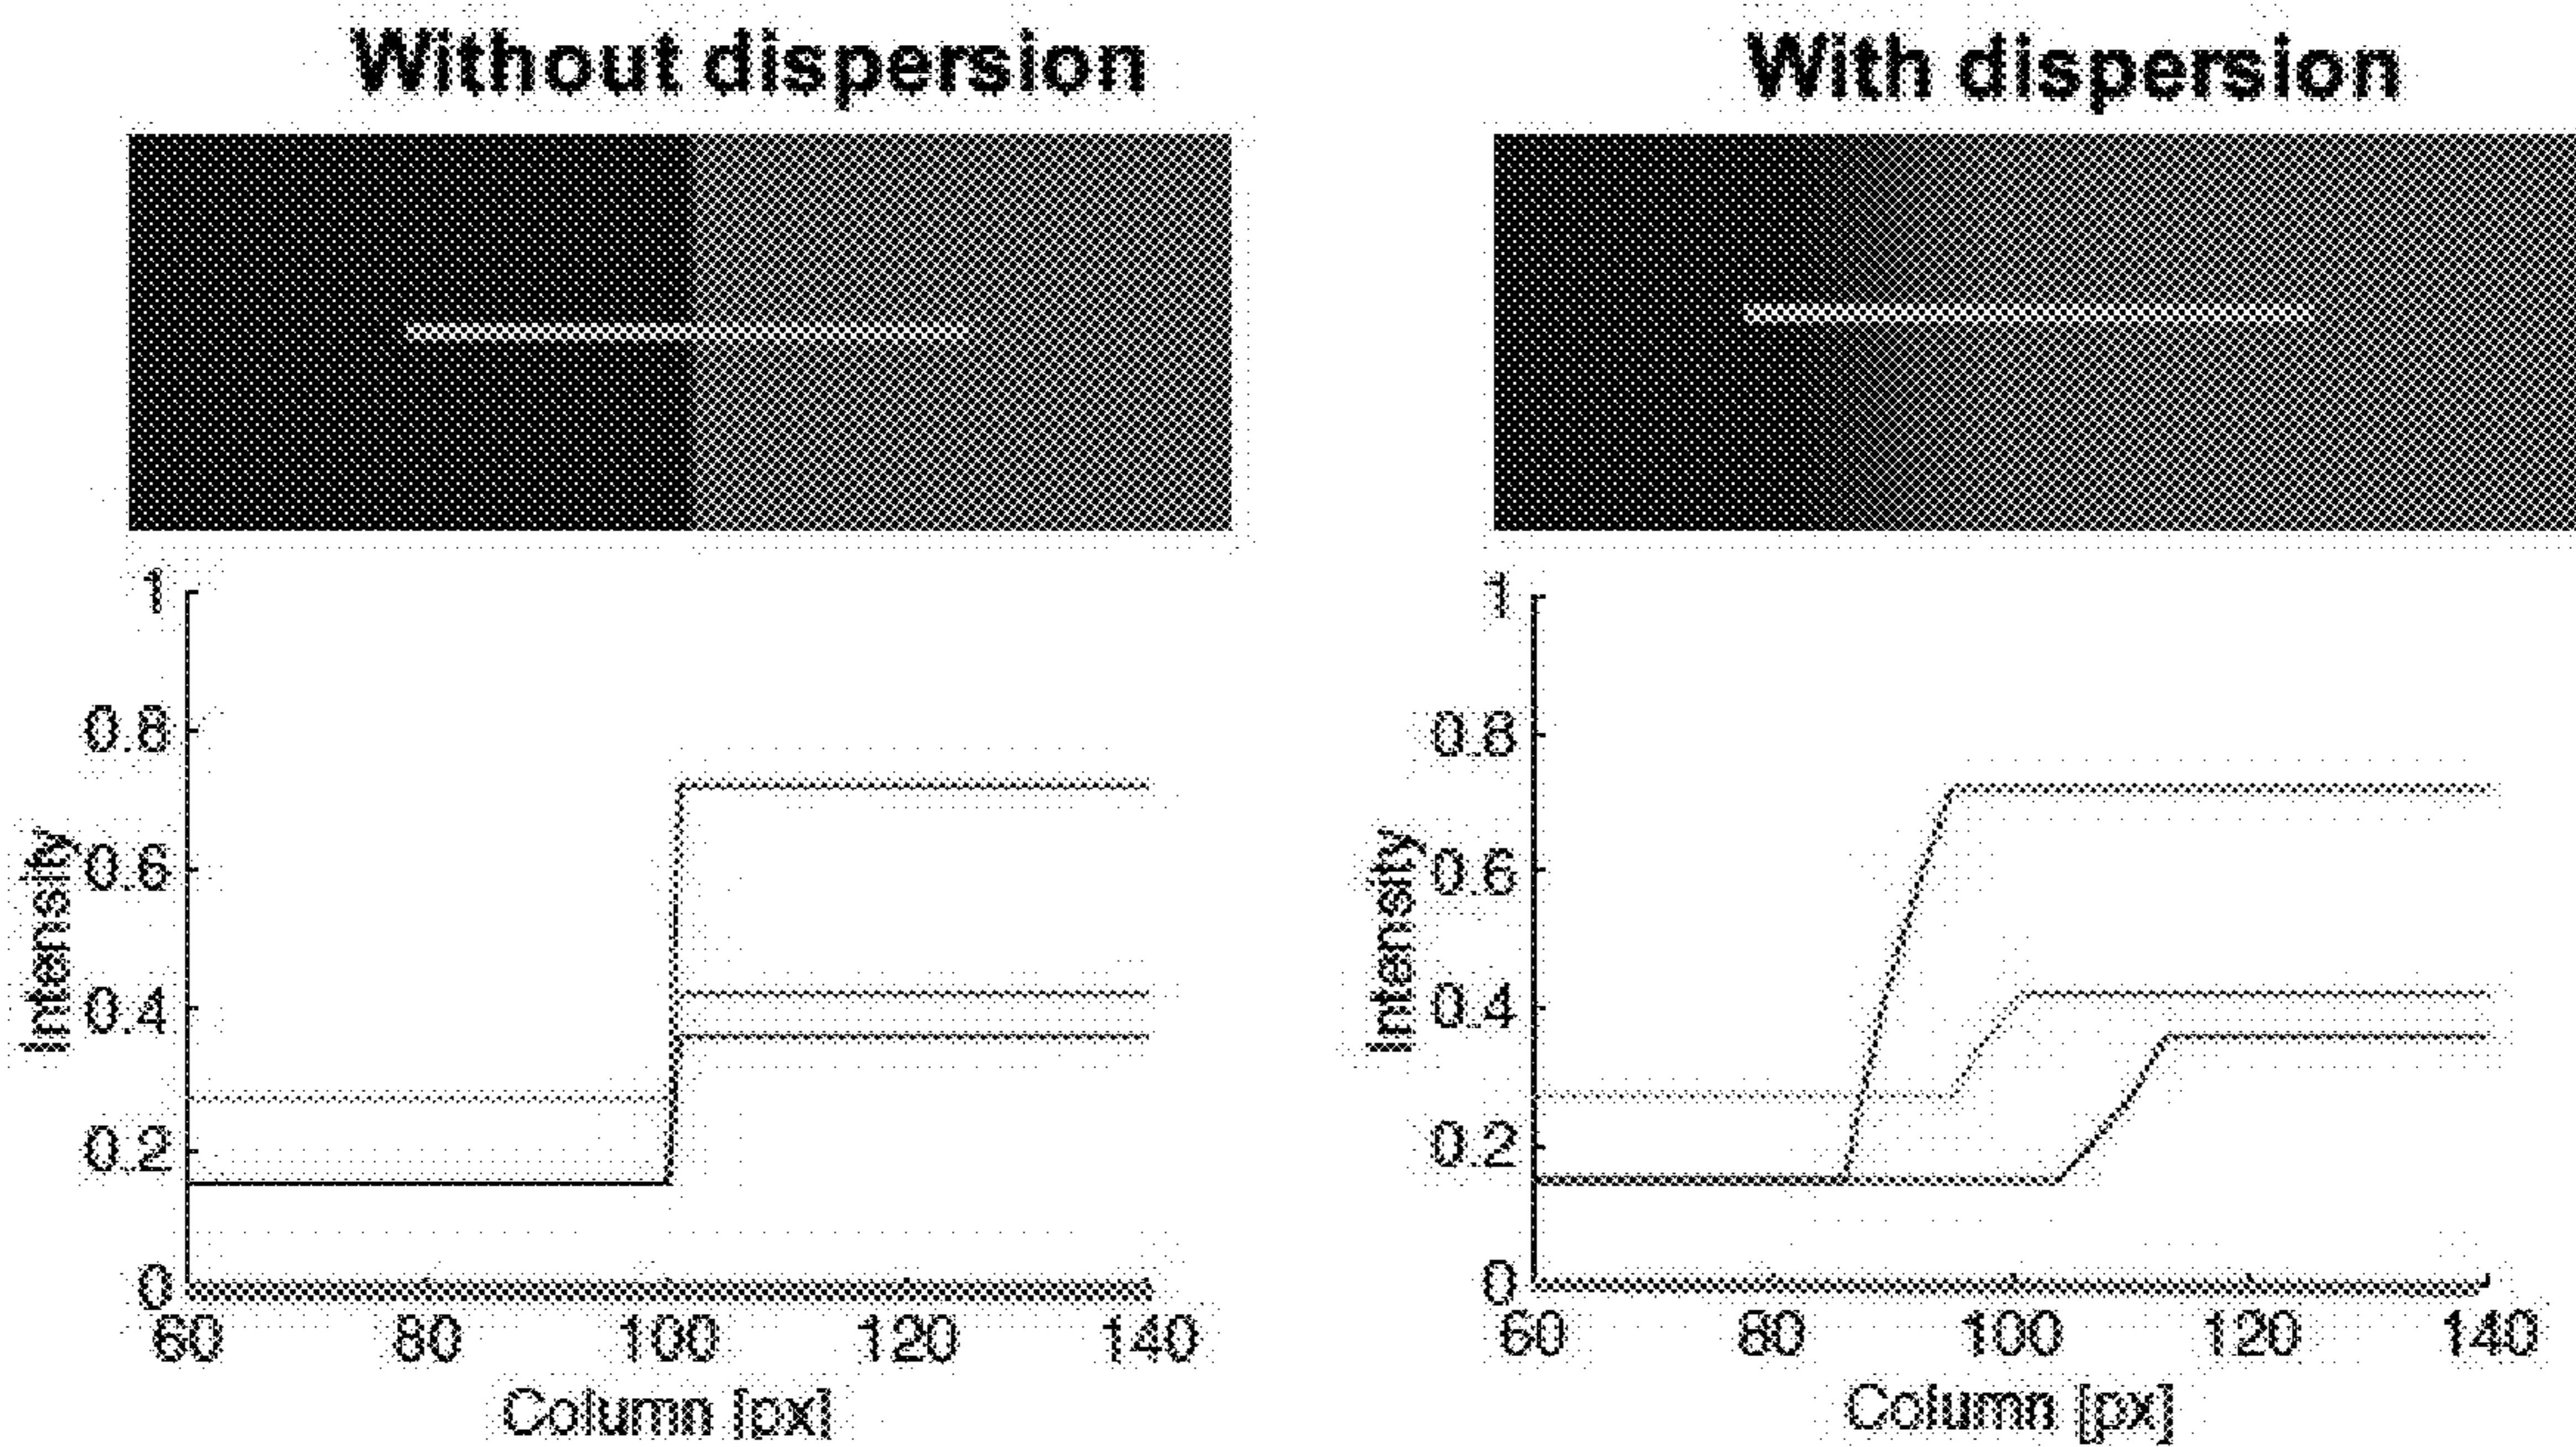 Without dispersion
With dispersion
1
0.8
0.6
0.4
0.2
0
Intensity
60 80 100 120 140
Column [px]
1
0.8
0.6
0.4
0.2
0
Intensity
60 80 100 120 140
Column [px]